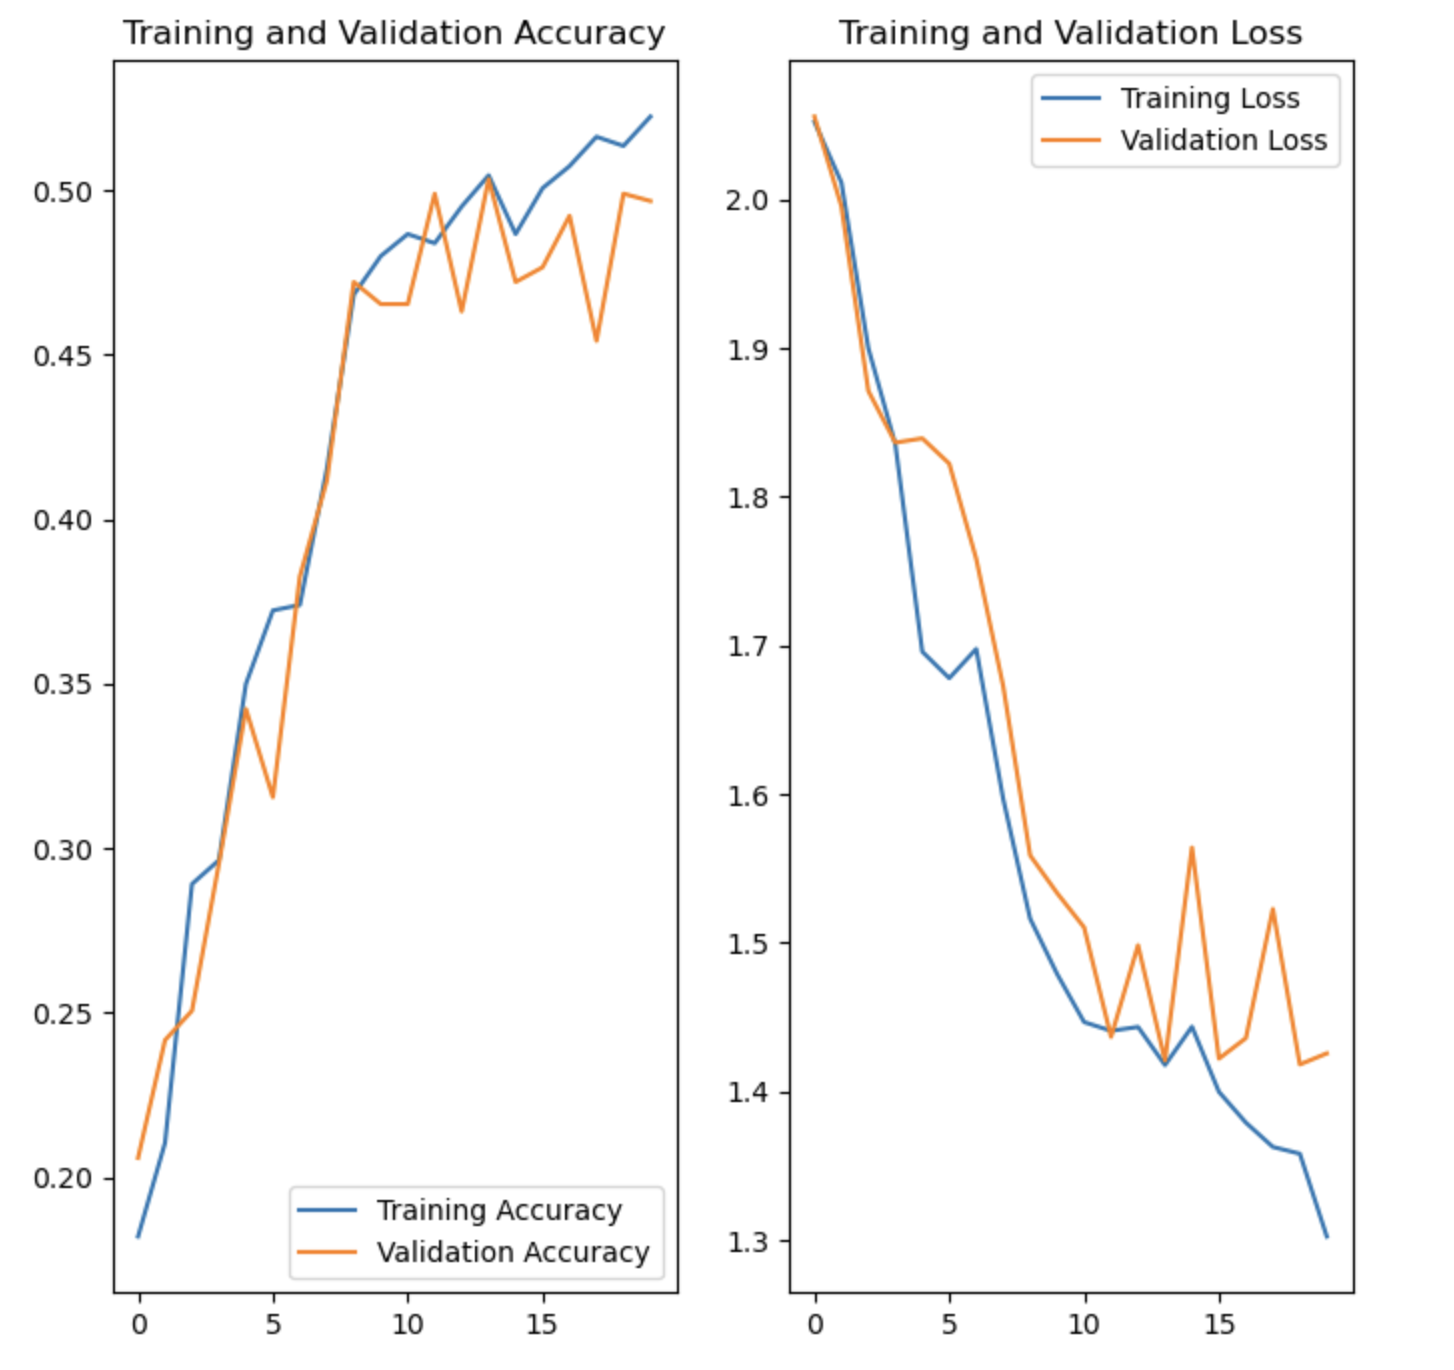 Training and Validation Accuracy
0.50
0.45
0.40
0.35
0.30
0.25
0.20
Training Accuracy
Validation Accuracy
0 5 10 15
Training and Validation Loss
Training Loss
Validation Loss
2.0
1.9
1.8
1.7
1.6
1.5
1.4
1.3
0 5 10 15